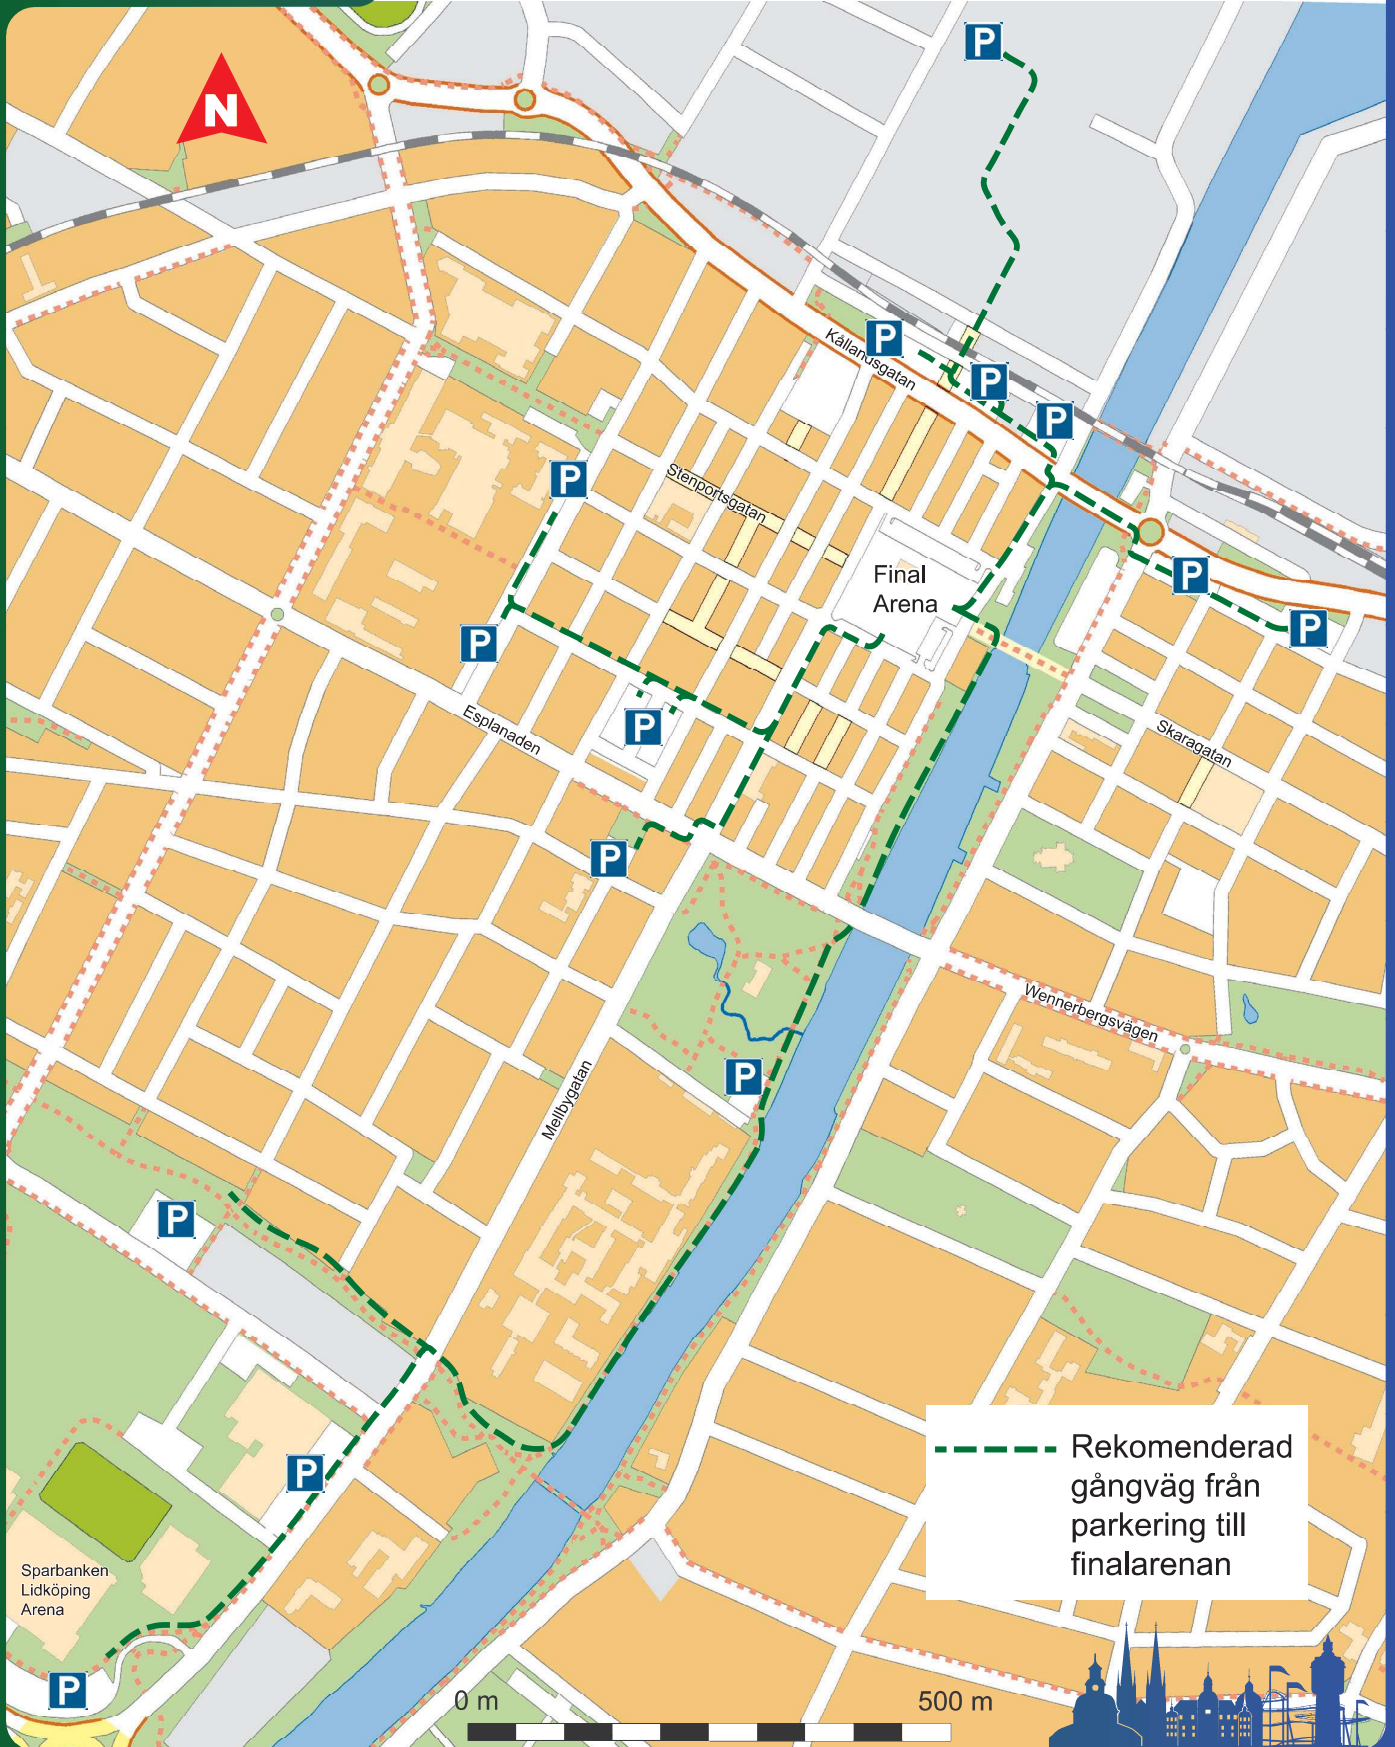 P
N
P
P
P
Kållandsgatan
P
Stenportsgatan
Final
Arena
P
P
P
P
Esplanaden
Skaragatan
P
Wennerbergsvägen
P
Mellbygatan
P
P
Rekomenderad
gångväg från
parkering till
finalarenan
Sparbanken
Lidköping
Arena
P
0 m
500 m